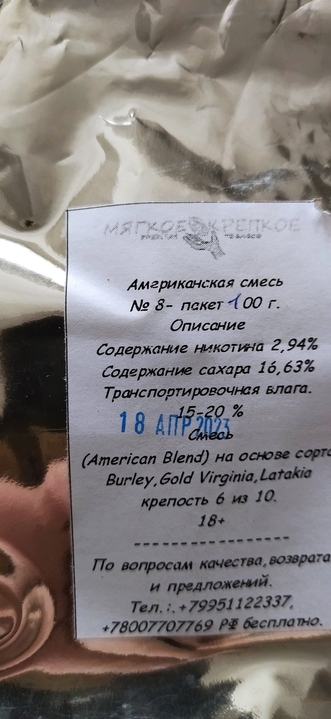 МЯГКОЕ КРЕПКОЕ
Американская смесь
№ 8- пакет 100 г.
Описание
Содержание никотина 2,94%
Содержание сахара 16,63%
Транспортировочная влага.
15-20 %
18 АПР 2023
Смесь
(American Blend) на основе сорто
Burley,Gold Virginia,Latakia
крепость 6 из 10.
18+
-----------------
По вопросам качества,возврата
и предложений.
Тел.:.+79951122337,
+78007707769 РФ бесплатно.